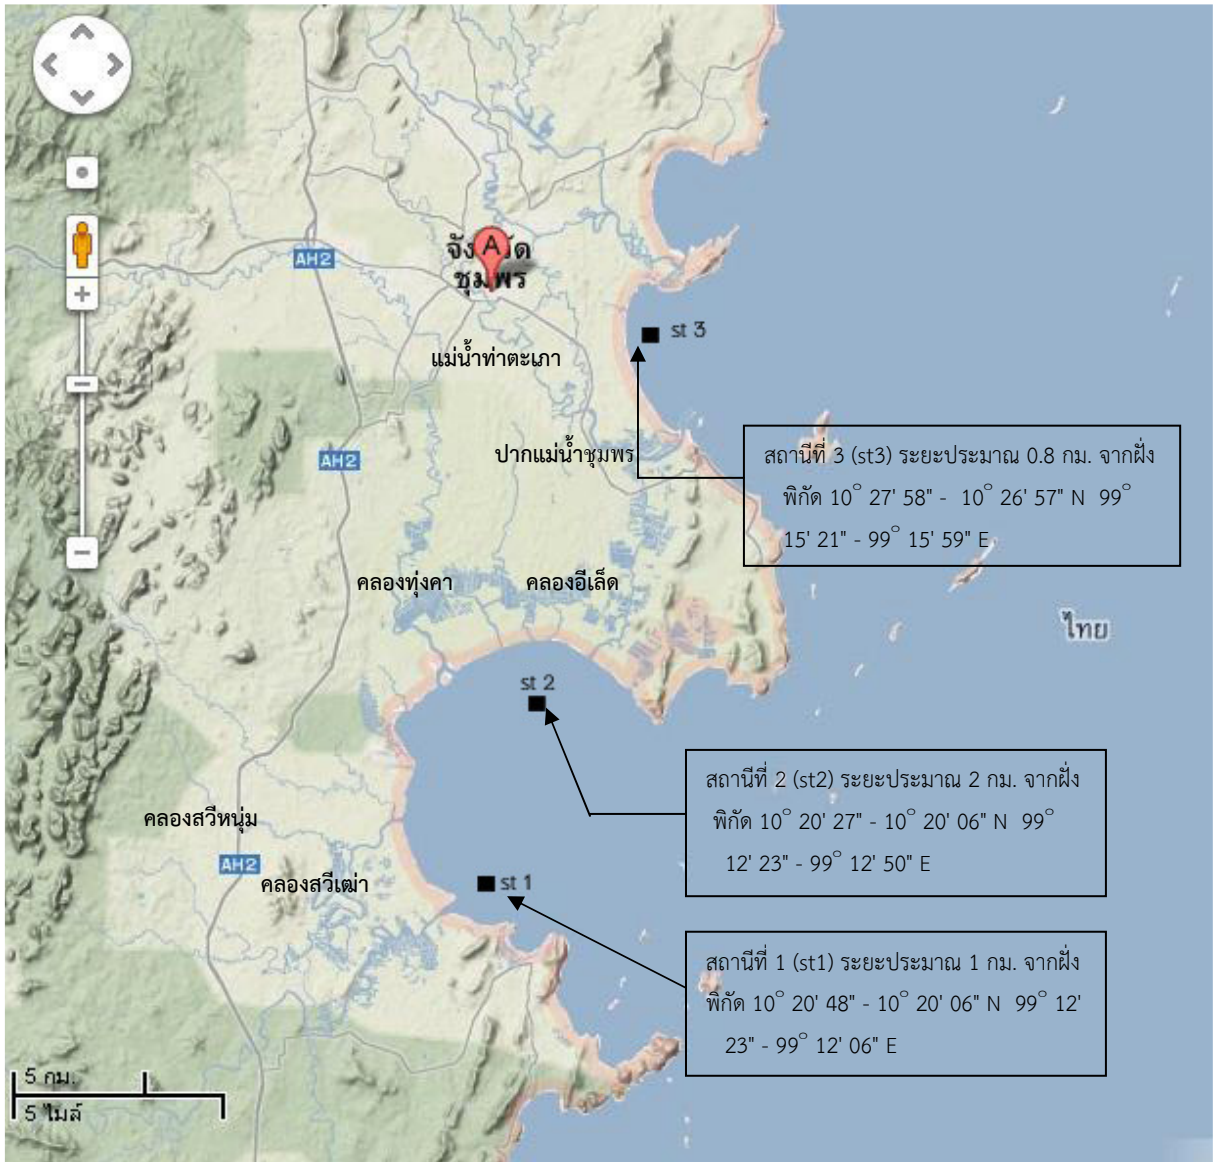 จังหวัด
A
ชุมพร
AH2
st 3
แม่น้ำท่าตะเภา
AH2
ปากแม่น้ำชุมพร
สถานีที่ 3 (st3) ระยะประมาณ 0.8 กม. จากฝั่ง
พิกัด 10° 27' 58" - 10° 26' 57" N 99°
15' 21" - 99° 15' 59" E
คลองทุ่งคา
คลองอีเล็ด
ไทย
st 2
สถานีที่ 2 (st2) ระยะประมาณ 2 กม. จากฝั่ง
พิกัด 10° 20' 27" - 10° 20' 06" N 99°
12' 23" - 99° 12' 50" E
คลองสวีหนุ่ม
AH2
คลองสวีเฒ่า
st 1
สถานีที่ 1 (st1) ระยะประมาณ 1 กม. จากฝั่ง
พิกัด 10° 20' 48" - 10° 20' 06" N 99° 12'
23" - 99° 12' 06" E
5 กม.
5 ไมล์